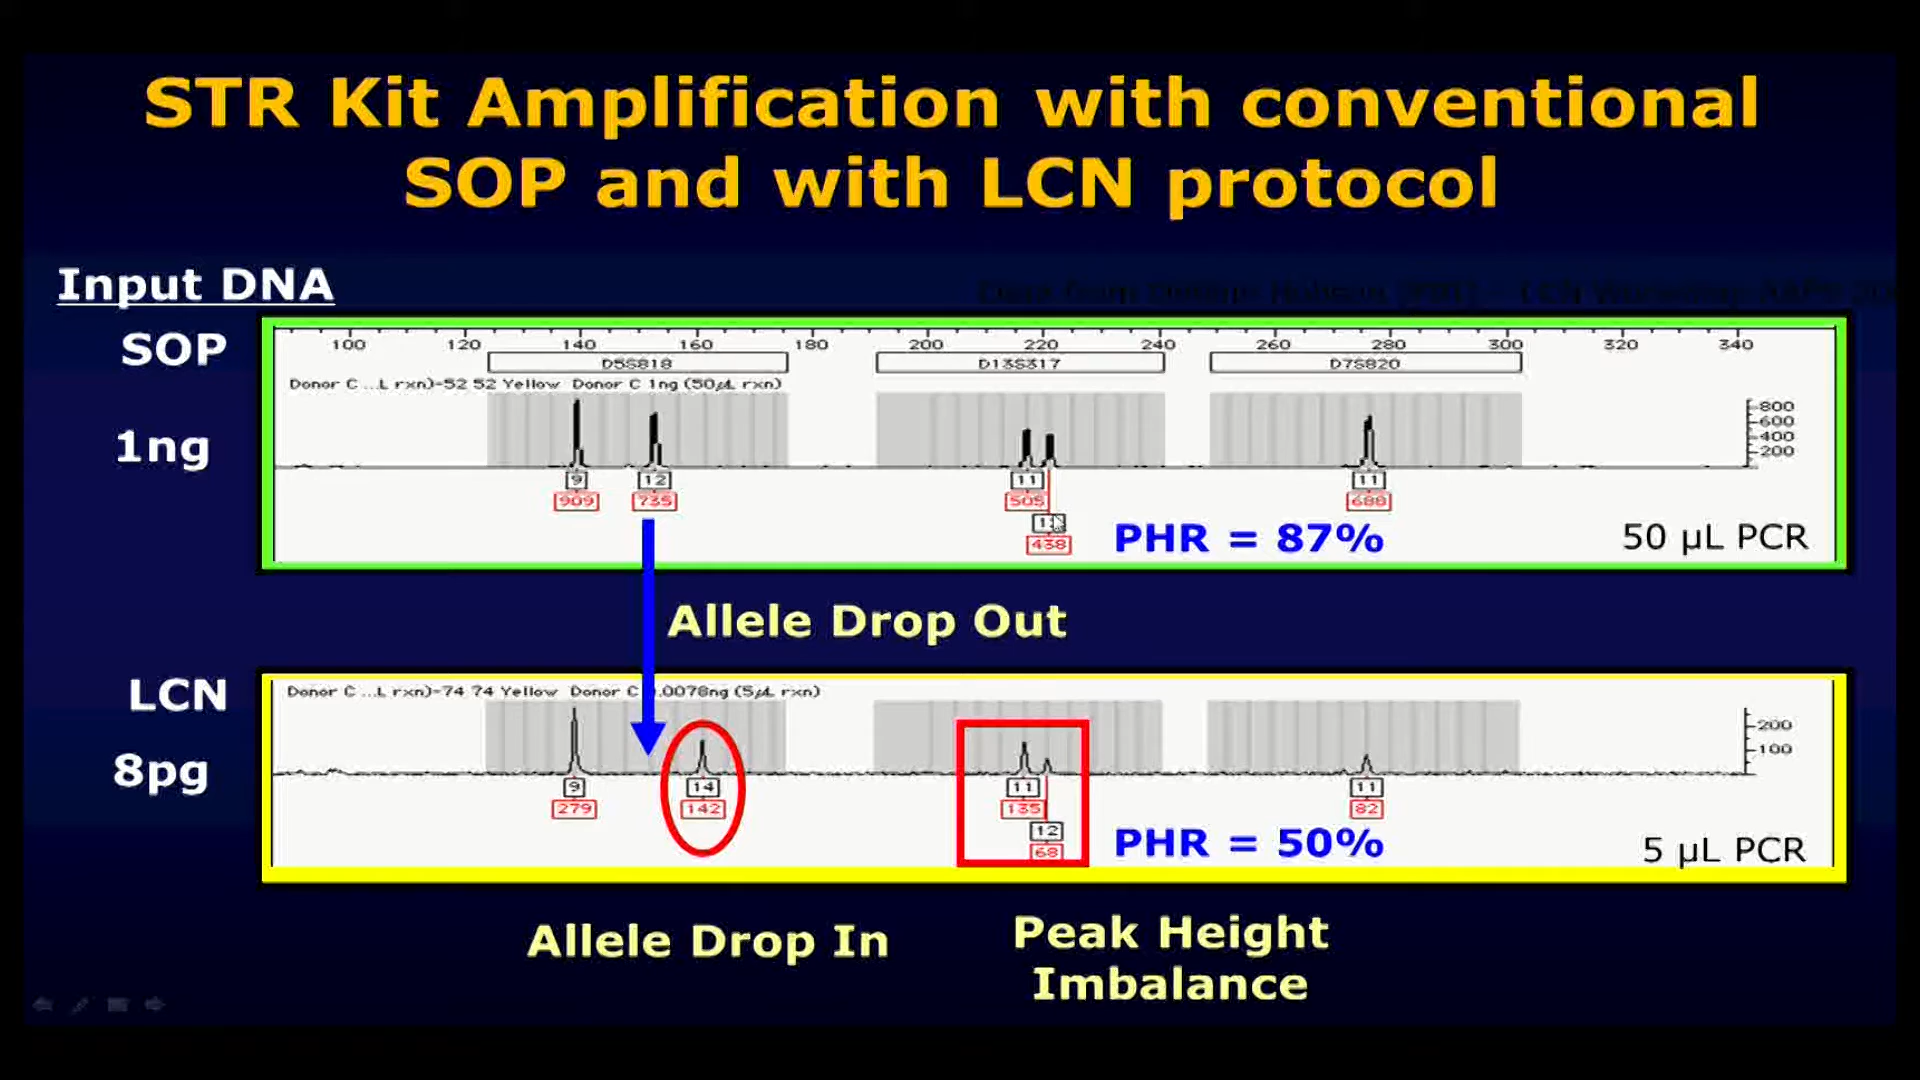 STR Kit Amplification with conventional
SOP and with LCN protocol
Input DNA
SOP
1ng
100 120 140 160 180 200 220 240 260 280 300 320 340
D5S818 D13S317 D7S820
Donor C ...L rxn)-52 52 Yellow Donor C 1ng (50µL rxn)
800
600
400
200
9 12 11 11
909 735 505 688
438
PHR = 87%
50 µL PCR
Allele Drop Out
LCN
8pg
Donor C ...L rxn)-74 74 Yellow Donor C .0078ng (5µL rxn)
200
100
9 14 11 11
279 142 135 82
12
68
PHR = 50%
5 µL PCR
Allele Drop In
Peak Height
Imbalance